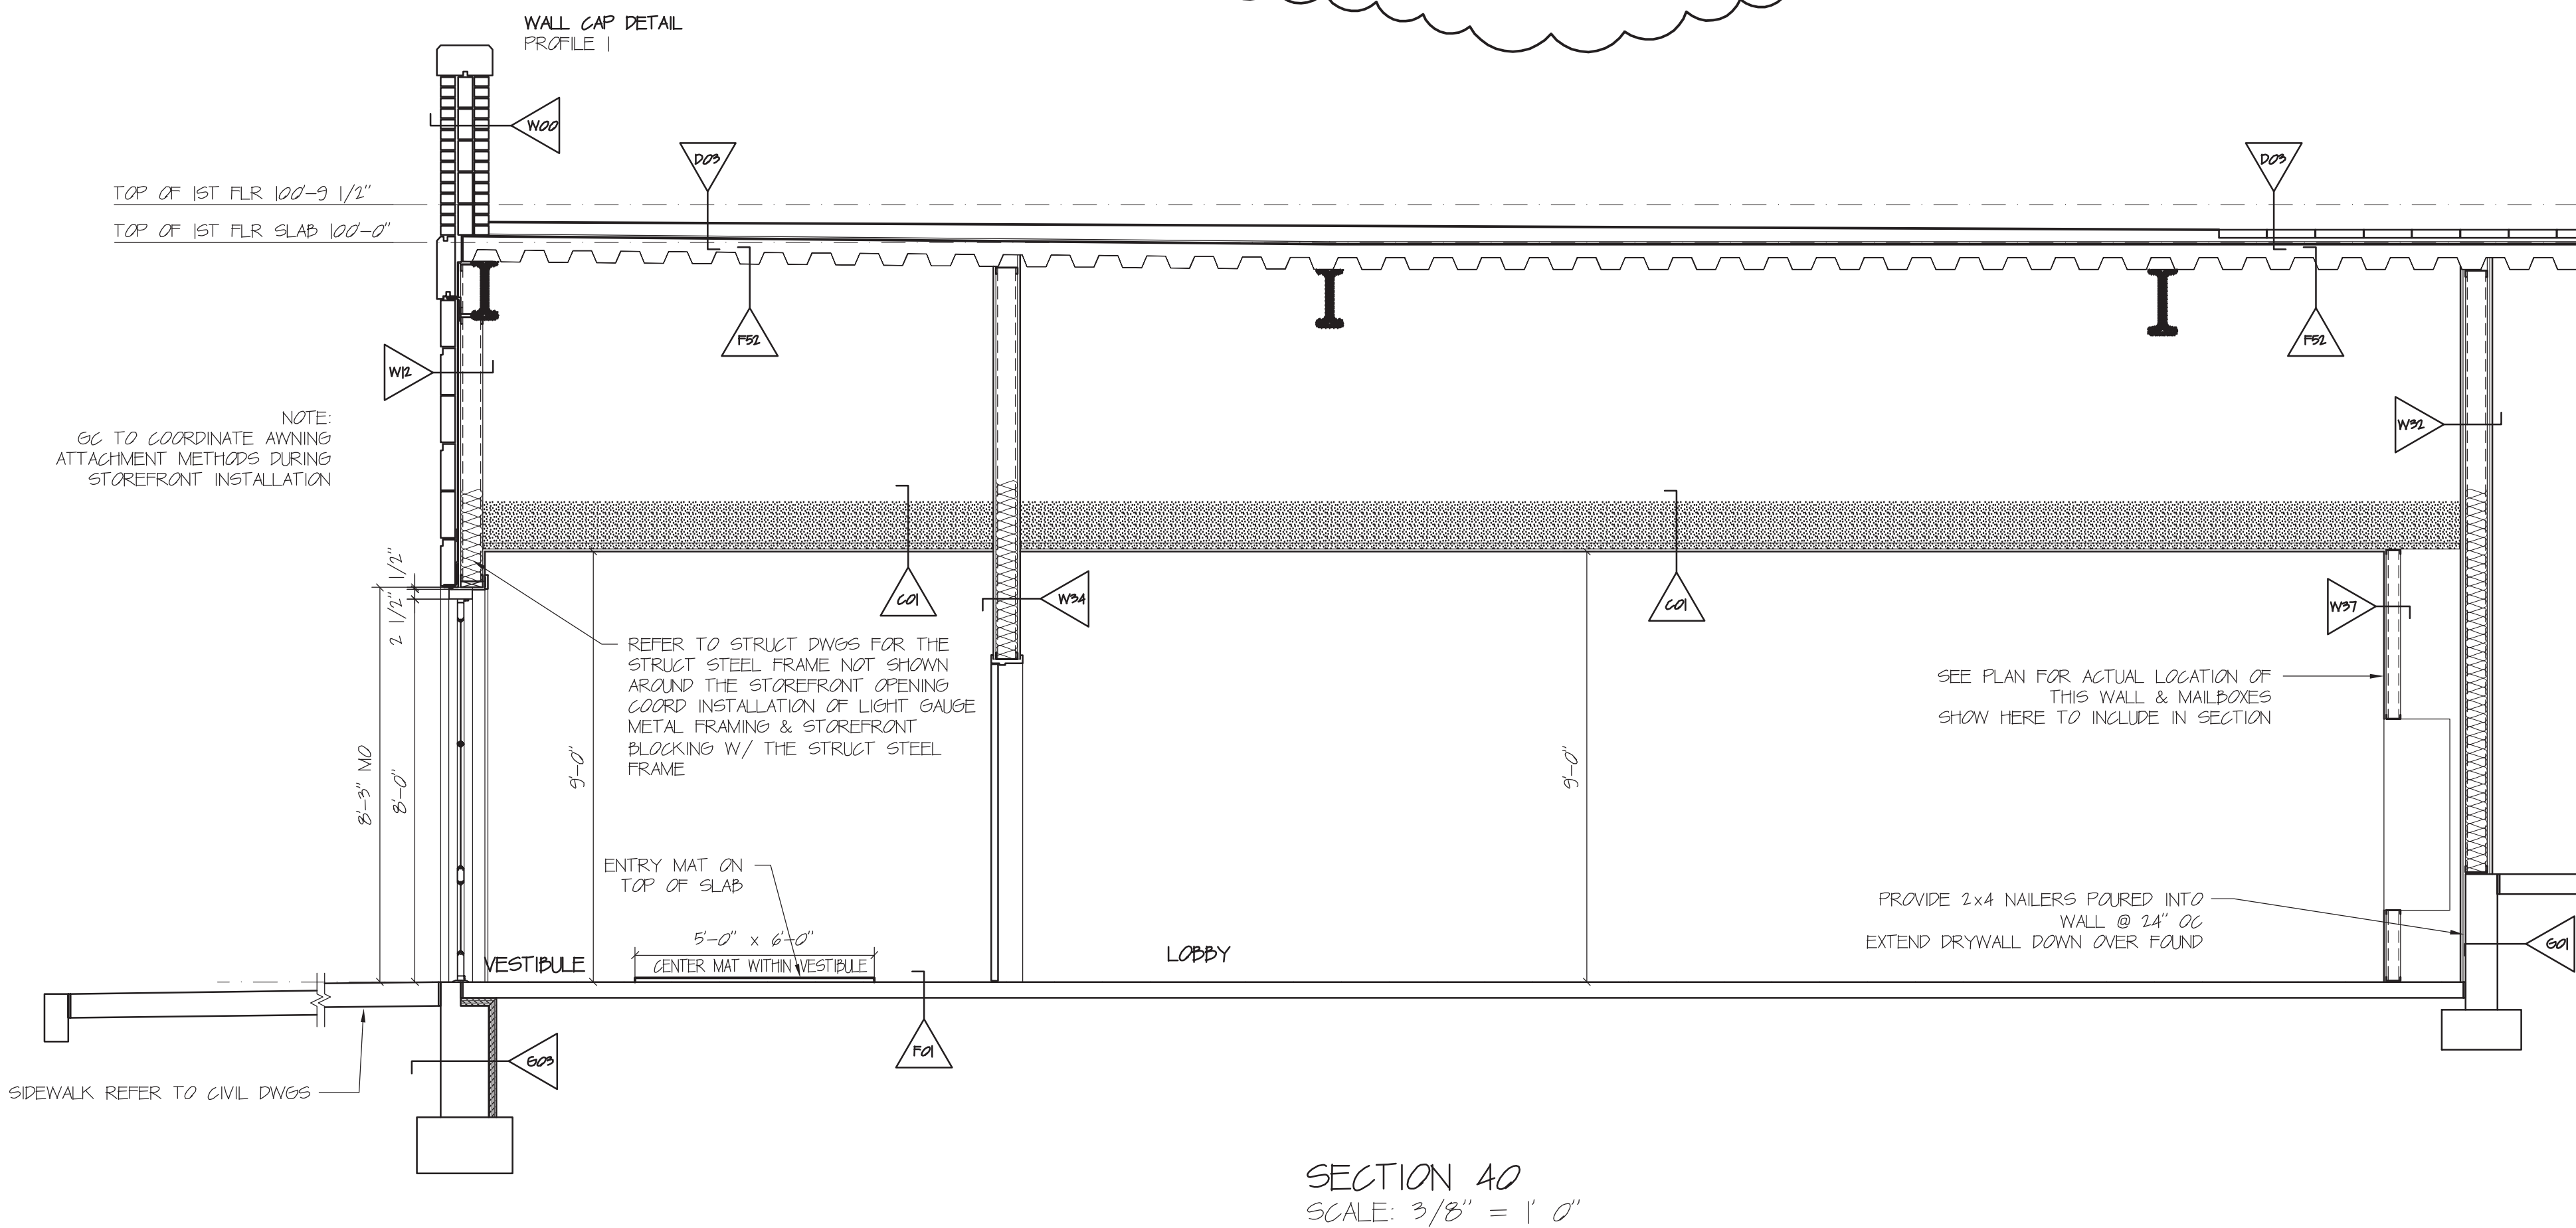 WALL CAP DETAIL
PROFILE 1
W00
D03
D03
TOP OF 1ST FLR 100'-9 1/2"
TOP OF 1ST FLR SLAB 100'-0"
F52
F52
W12
W32
NOTE:
GC TO COORDINATE AWNING
ATTACHMENT METHODS DURING
STOREFRONT INSTALLATION
2 1/2"
2 1/2"
C01
W34
C01
W37
REFER TO STRUCT DWGS FOR THE
STRUCT STEEL FRAME NOT SHOWN
AROUND THE STOREFRONT OPENING
COORD INSTALLATION OF LIGHT GAUGE
METAL FRAMING & STOREFRONT
BLOCKING W/ THE STRUCT STEEL
FRAME
SEE PLAN FOR ACTUAL LOCATION OF
THIS WALL & MAILBOXES
SHOW HERE TO INCLUDE IN SECTION
8'-3" MO
8'-0"
9'-0"
9'-0"
ENTRY MAT ON
TOP OF SLAB
5'-0" x 6'-0"
CENTER MAT WITHIN VESTIBULE
VESTIBULE
LOBBY
PROVIDE 2x4 NAILERS POURED INTO
WALL @ 24" OC
EXTEND DRYWALL DOWN OVER FOUND
G01
F01
G03
SIDEWALK REFER TO CIVIL DWGS
SECTION 40
SCALE: 3/8" = 1' 0"